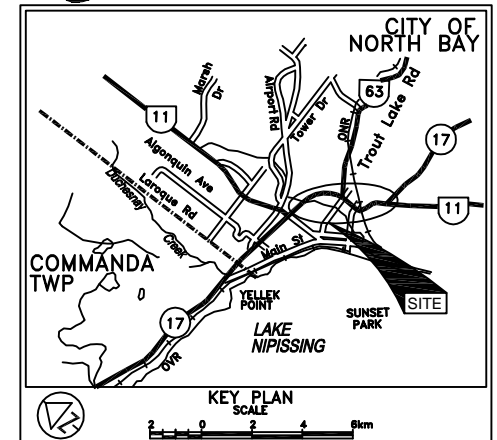 CITY OF
NORTH BAY
Marsh
Dr
Airport Rd
Tower Dr
63
ONR
Trout Lake Rd
11
17
Algonquin Ave
Laroque Rd
11
Duchesnay
Creek
Main St
COMMANDA
TWP
YELLEK
POINT
SITE
SUNSET
PARK
17
LAKE
NIPISSING
OVR
KEY PLAN
SCALE
2 0 2 4 6km